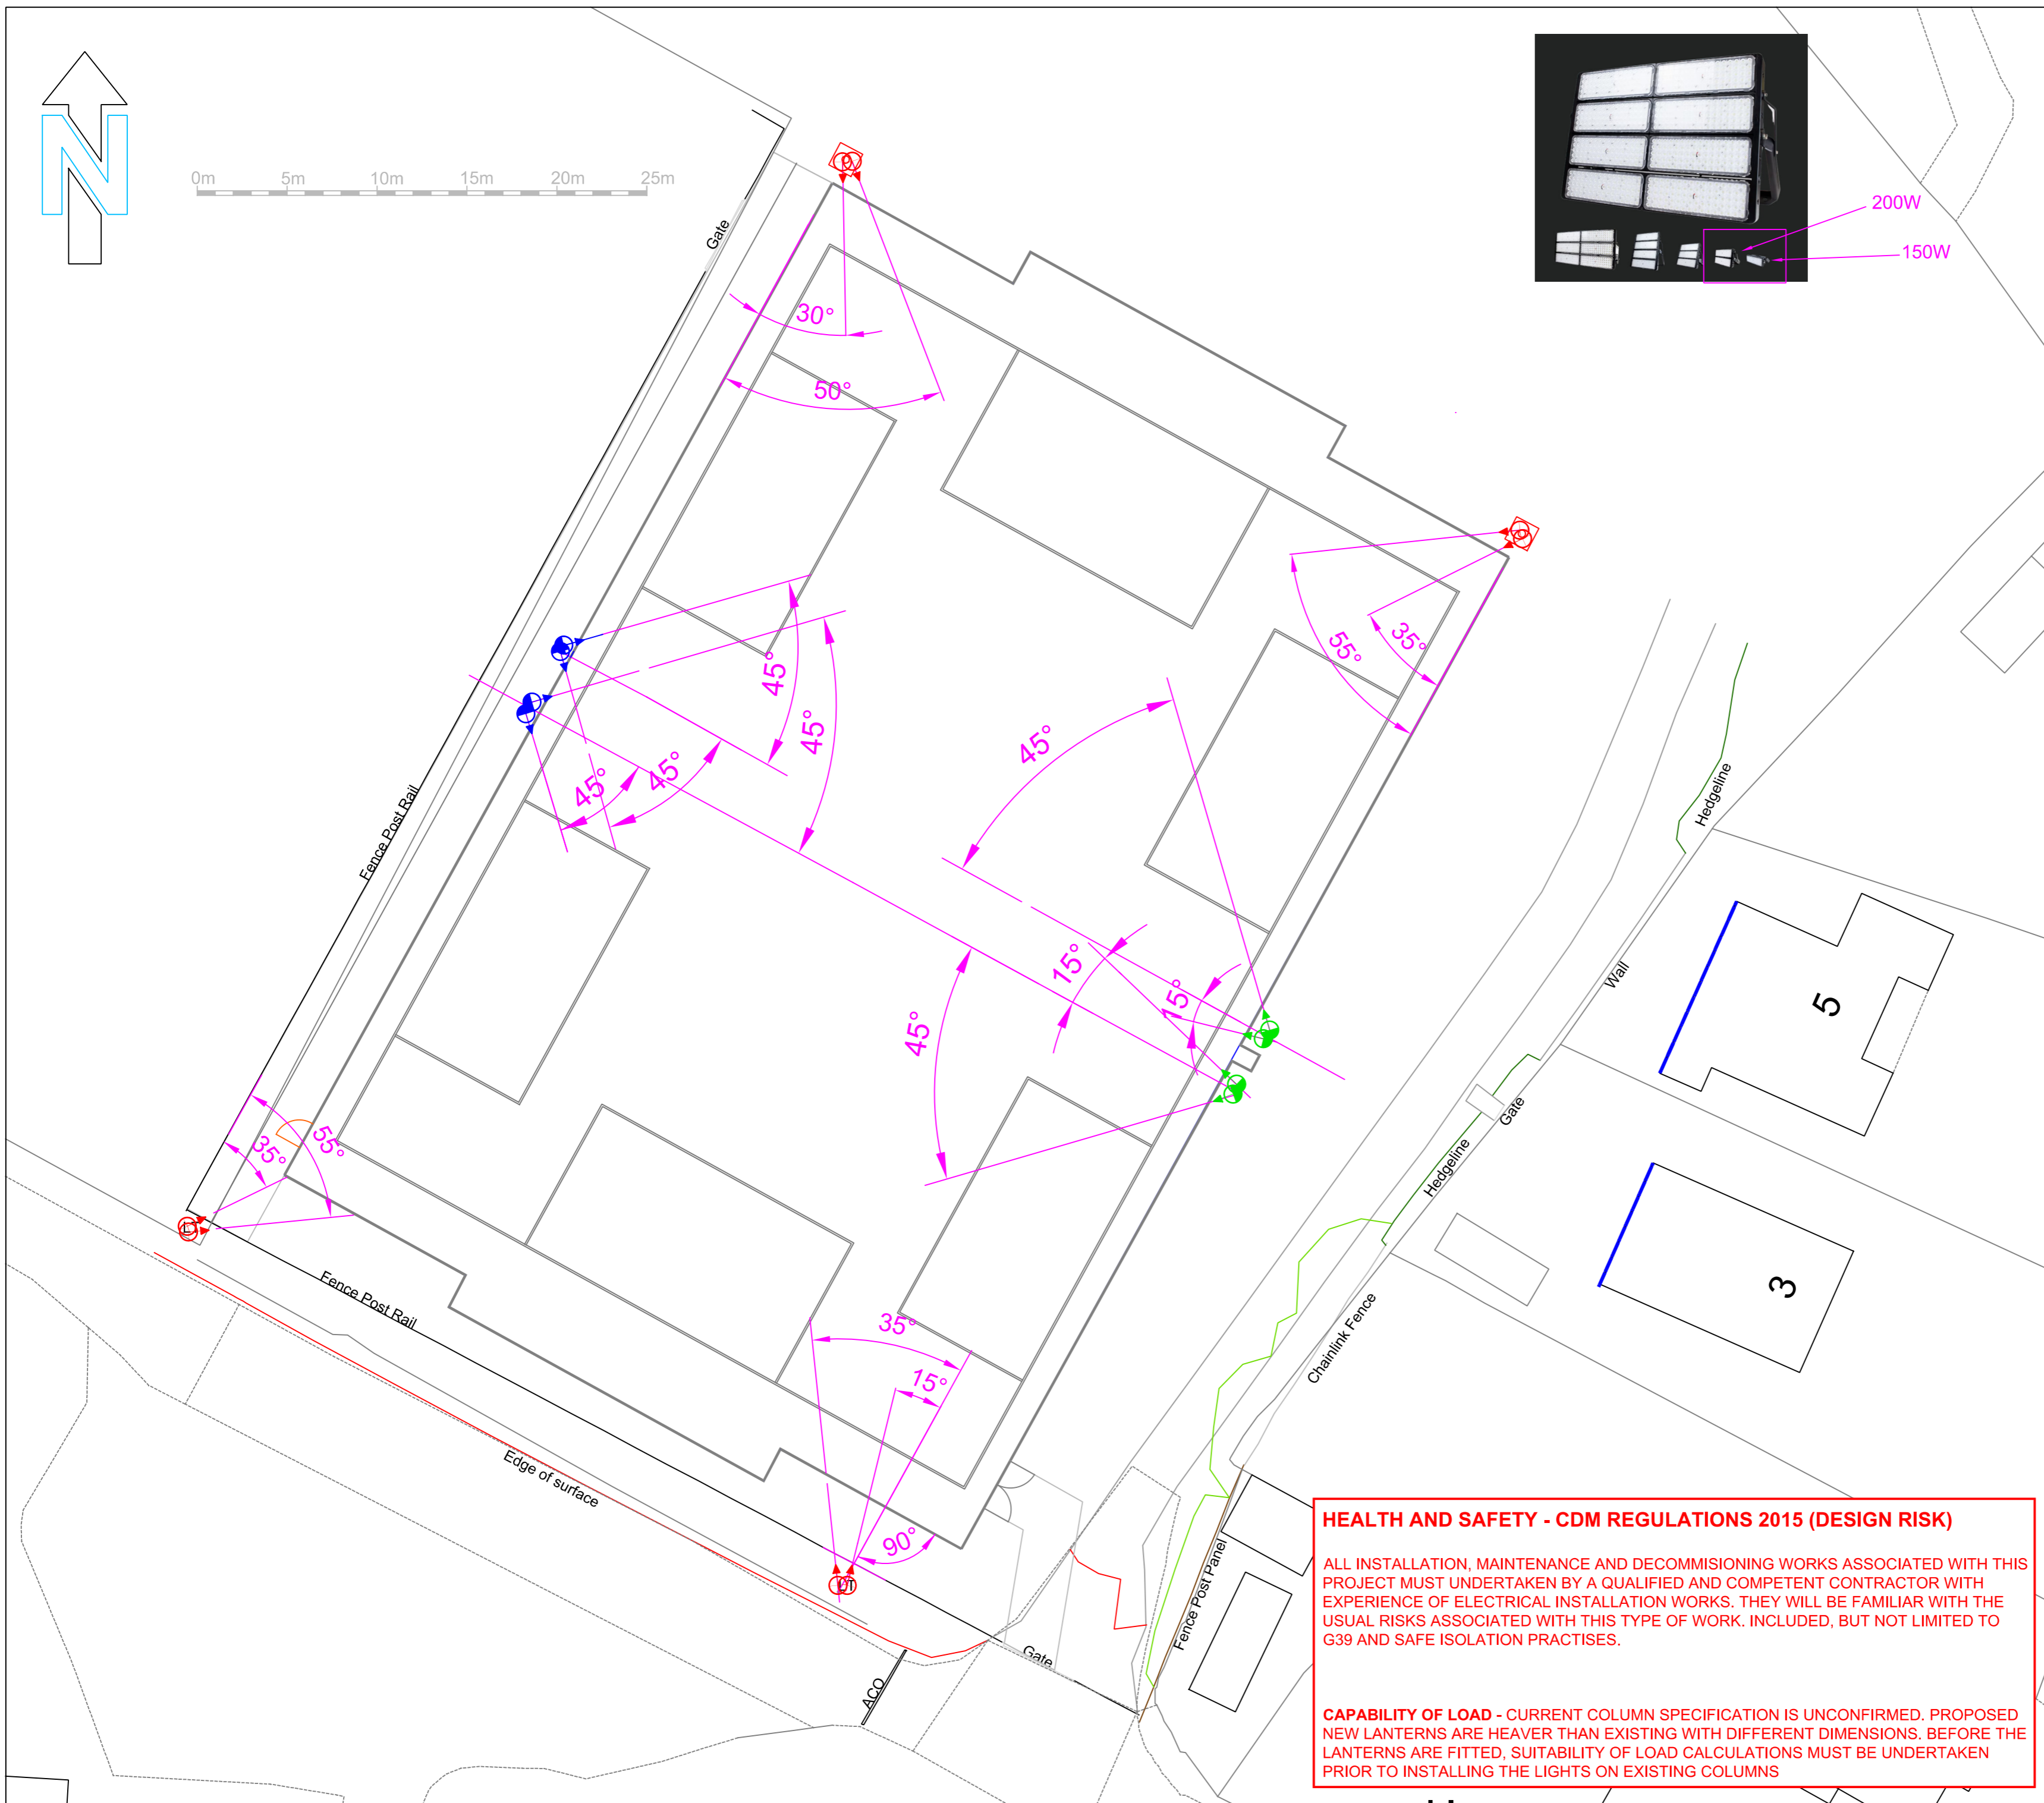 N
0m 5m 10m 15m 20m 25m
200W
150W
Gate
30°
50°
55°
35°
45°
45°
45°
45°
45°
Fence Post Rail
Hedgeline
15°
15°
45°
Wall
5
Gate
Hedgeline
55°
35°
LT
3
Fence Post Rail
Chainlink Fence
35°
15°
Edge of surface
90°
LT
Fence Post Panel
Gate
ACO
HEALTH AND SAFETY - CDM REGULATIONS 2015 (DESIGN RISK)
ALL INSTALLATION, MAINTENANCE AND DECOMMISIONING WORKS ASSOCIATED WITH THIS
PROJECT MUST UNDERTAKEN BY A QUALIFIED AND COMPETENT CONTRACTOR WITH
EXPERIENCE OF ELECTRICAL INSTALLATION WORKS. THEY WILL BE FAMILIAR WITH THE
USUAL RISKS ASSOCIATED WITH THIS TYPE OF WORK. INCLUDED, BUT NOT LIMITED TO
G39 AND SAFE ISOLATION PRACTISES.
CAPABILITY OF LOAD - CURRENT COLUMN SPECIFICATION IS UNCONFIRMED. PROPOSED
NEW LANTERNS ARE HEAVER THAN EXISTING WITH DIFFERENT DIMENSIONS. BEFORE THE
LANTERNS ARE FITTED, SUITABILITY OF LOAD CALCULATIONS MUST BE UNDERTAKEN
PRIOR TO INSTALLING THE LIGHTS ON EXISTING COLUMNS